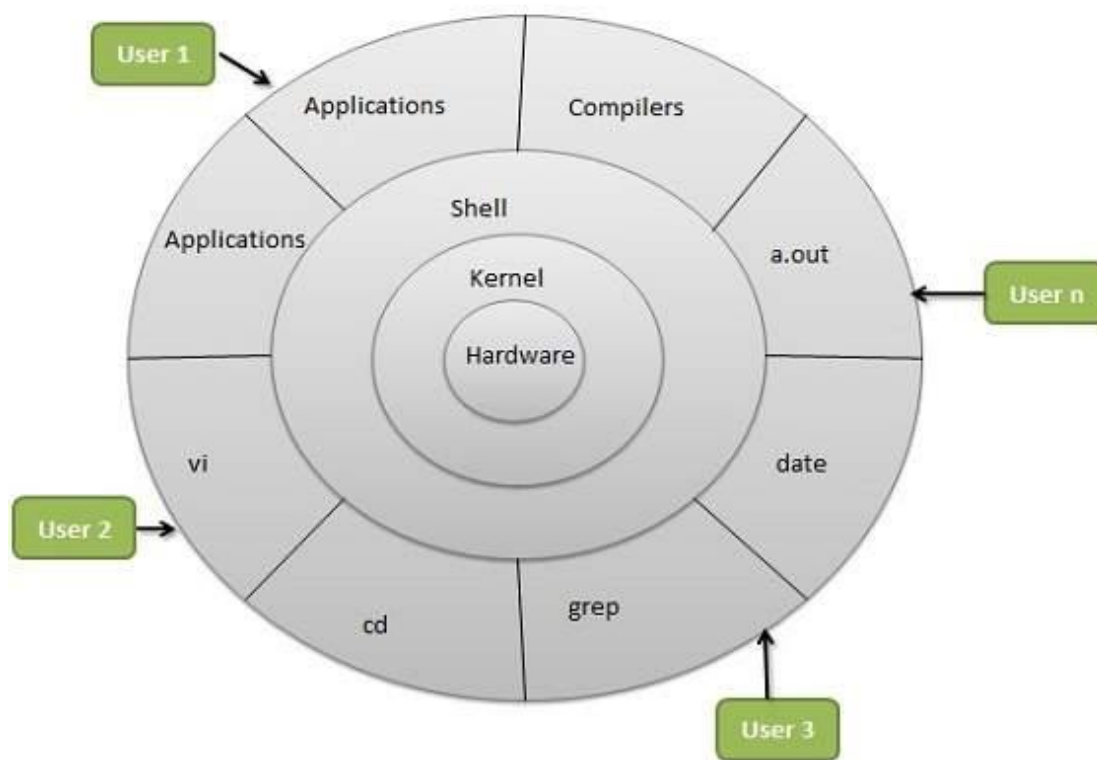 User 1
Applications
Compilers
Shell
Applications
a.out
Kernel
User n
Hardware
vi
date
User 2
grep
cd
User 3